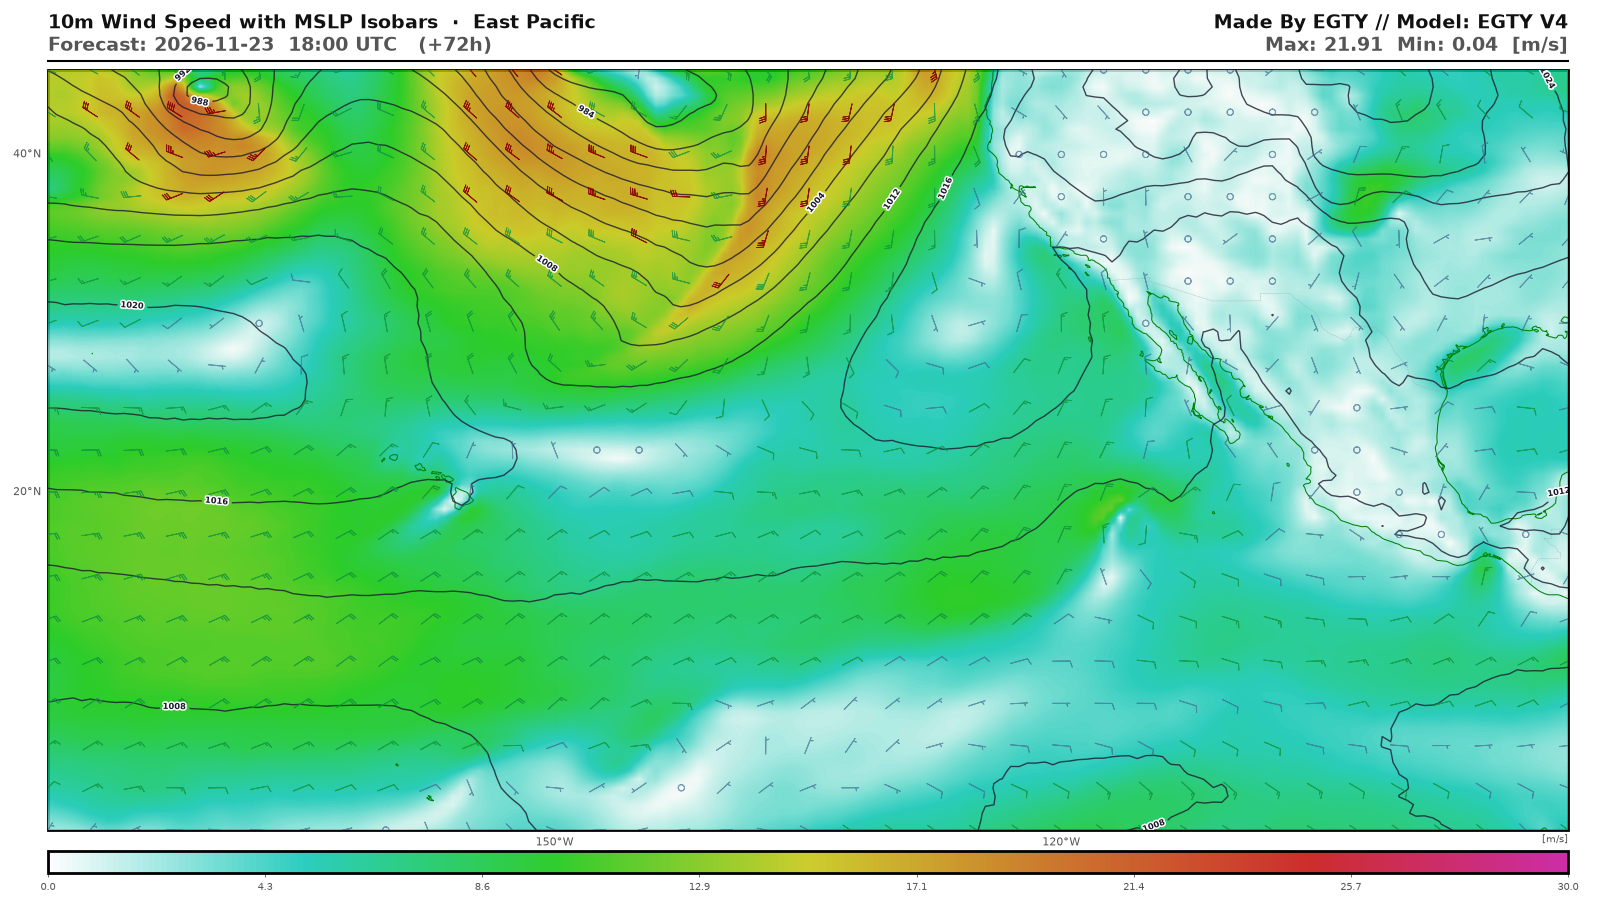 10m Wind Speed with MSLP Isobars · East Pacific
Made By EGTY // Model: EGTY V4
Forecast: 2026-11-23 18:00 UTC (+72h)
Max: 21.91 Min: 0.04 [m/s]
988
984
1024
40°N
1004
1012
1016
1008
1020
20°N
1016
1012
1008
1008
150°W
120°W
[m/s]
0.0 4.3 8.6 12.9 17.1 21.4 25.7 30.0